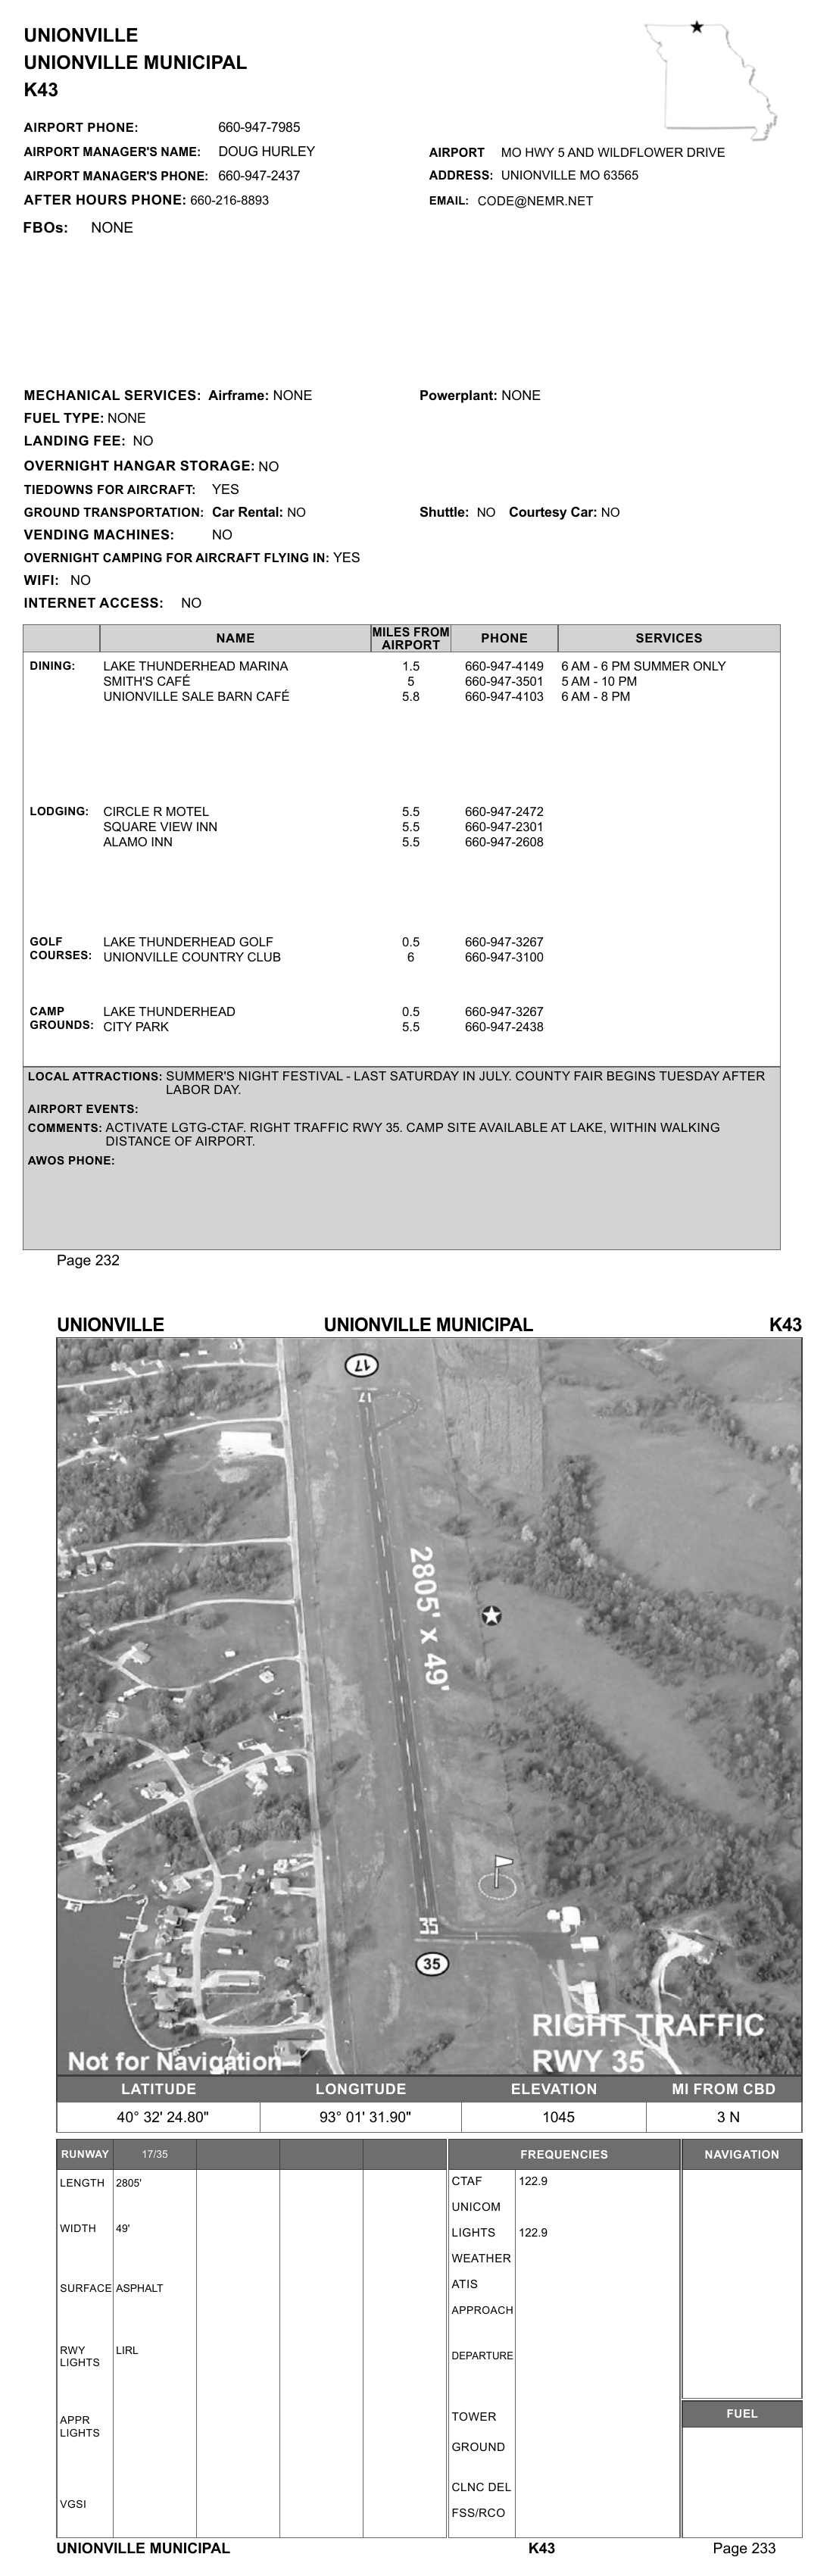 UNIONVILLE
UNIONVILLE MUNICIPAL
K43
AIRPORT PHONE: 660-947-7985
AIRPORT MANAGER'S NAME: DOUG HURLEY
AIRPORT MANAGER'S PHONE: 660-947-2437
AFTER HOURS PHONE: 660-216-8893
AIRPORT MO HWY 5 AND WILDFLOWER DRIVE
ADDRESS: UNIONVILLE MO 63565
EMAIL: CODE@NEMR.NET
FBOs: NONE
MECHANICAL SERVICES: Airframe: NONE Powerplant: NONE
FUEL TYPE: NONE
LANDING FEE: NO
OVERNIGHT HANGAR STORAGE: NO
TIEDOWNS FOR AIRCRAFT: YES
GROUND TRANSPORTATION: Car Rental: NO Shuttle: NO Courtesy Car: NO
VENDING MACHINES: NO
OVERNIGHT CAMPING FOR AIRCRAFT FLYING IN: YES
WIFI: NO
INTERNET ACCESS: NO
NAME MILES FROM AIRPORT PHONE SERVICES
DINING: LAKE THUNDERHEAD MARINA 1.5 660-947-4149 6 AM - 6 PM SUMMER ONLY
SMITH'S CAFÉ 5 660-947-3501 5 AM - 10 PM
UNIONVILLE SALE BARN CAFÉ 5.8 660-947-4103 6 AM - 8 PM
LODGING: CIRCLE R MOTEL 5.5 660-947-2472
SQUARE VIEW INN 5.5 660-947-2301
ALAMO INN 5.5 660-947-2608
GOLF COURSES: LAKE THUNDERHEAD GOLF 0.5 660-947-3267
UNIONVILLE COUNTRY CLUB 6 660-947-3100
CAMP GROUNDS: LAKE THUNDERHEAD 0.5 660-947-3267
CITY PARK 5.5 660-947-2438
LOCAL ATTRACTIONS: SUMMER'S NIGHT FESTIVAL - LAST SATURDAY IN JULY. COUNTY FAIR BEGINS TUESDAY AFTER
LABOR DAY.
AIRPORT EVENTS:
COMMENTS: ACTIVATE LGTG-CTAF. RIGHT TRAFFIC RWY 35. CAMP SITE AVAILABLE AT LAKE, WITHIN WALKING
DISTANCE OF AIRPORT.
AWOS PHONE:
Page 232
UNIONVILLE UNIONVILLE MUNICIPAL K43
17
17
2805' x 49'
35
35
RIGHT TRAFFIC
RWY 35
Not for Navigation
LATITUDE LONGITUDE ELEVATION MI FROM CBD
40° 32' 24.80" 93° 01' 31.90" 1045 3 N
RUNWAY 17/35 FREQUENCIES NAVIGATION
LENGTH 2805'
WIDTH 49'
SURFACE ASPHALT
RWY LIGHTS LIRL
APPR LIGHTS
VGSI
CTAF 122.9
UNICOM
LIGHTS 122.9
WEATHER
ATIS
APPROACH
DEPARTURE
TOWER
GROUND
CLNC DEL
FSS/RCO
FUEL
UNIONVILLE MUNICIPAL K43 Page 233